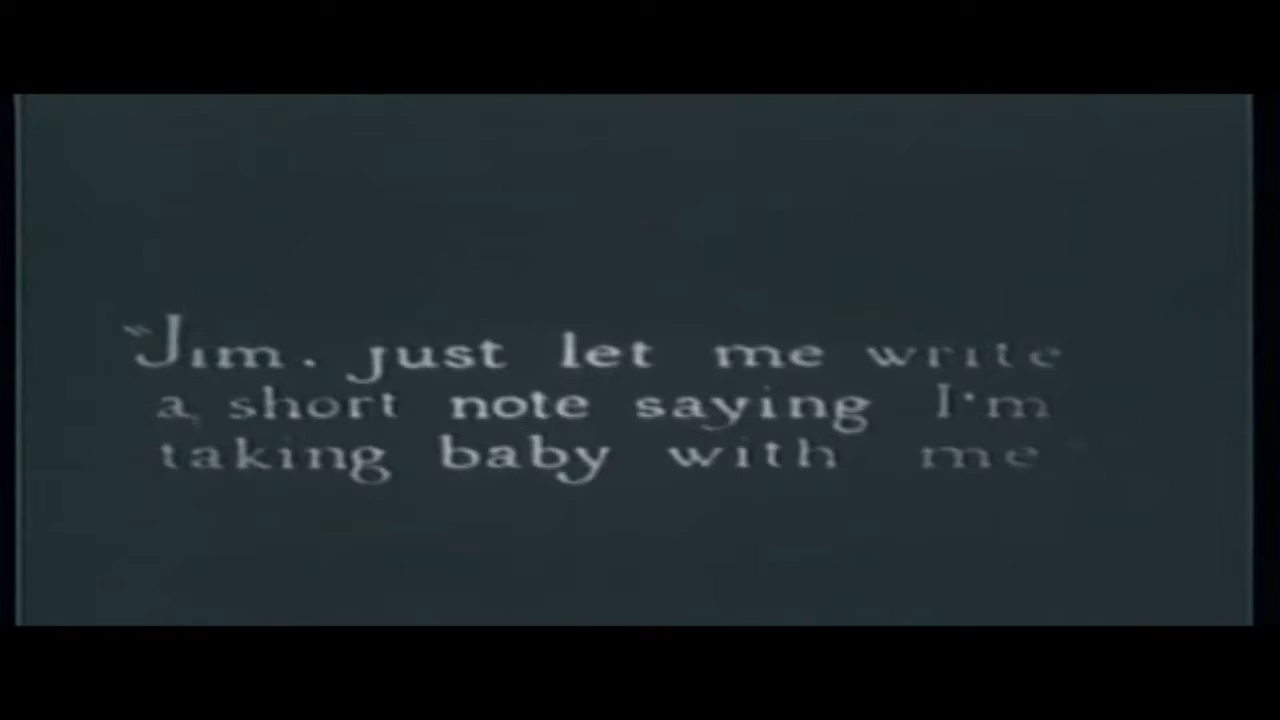 "Jim. just let me write
a short note saying I'm
taking baby with me"